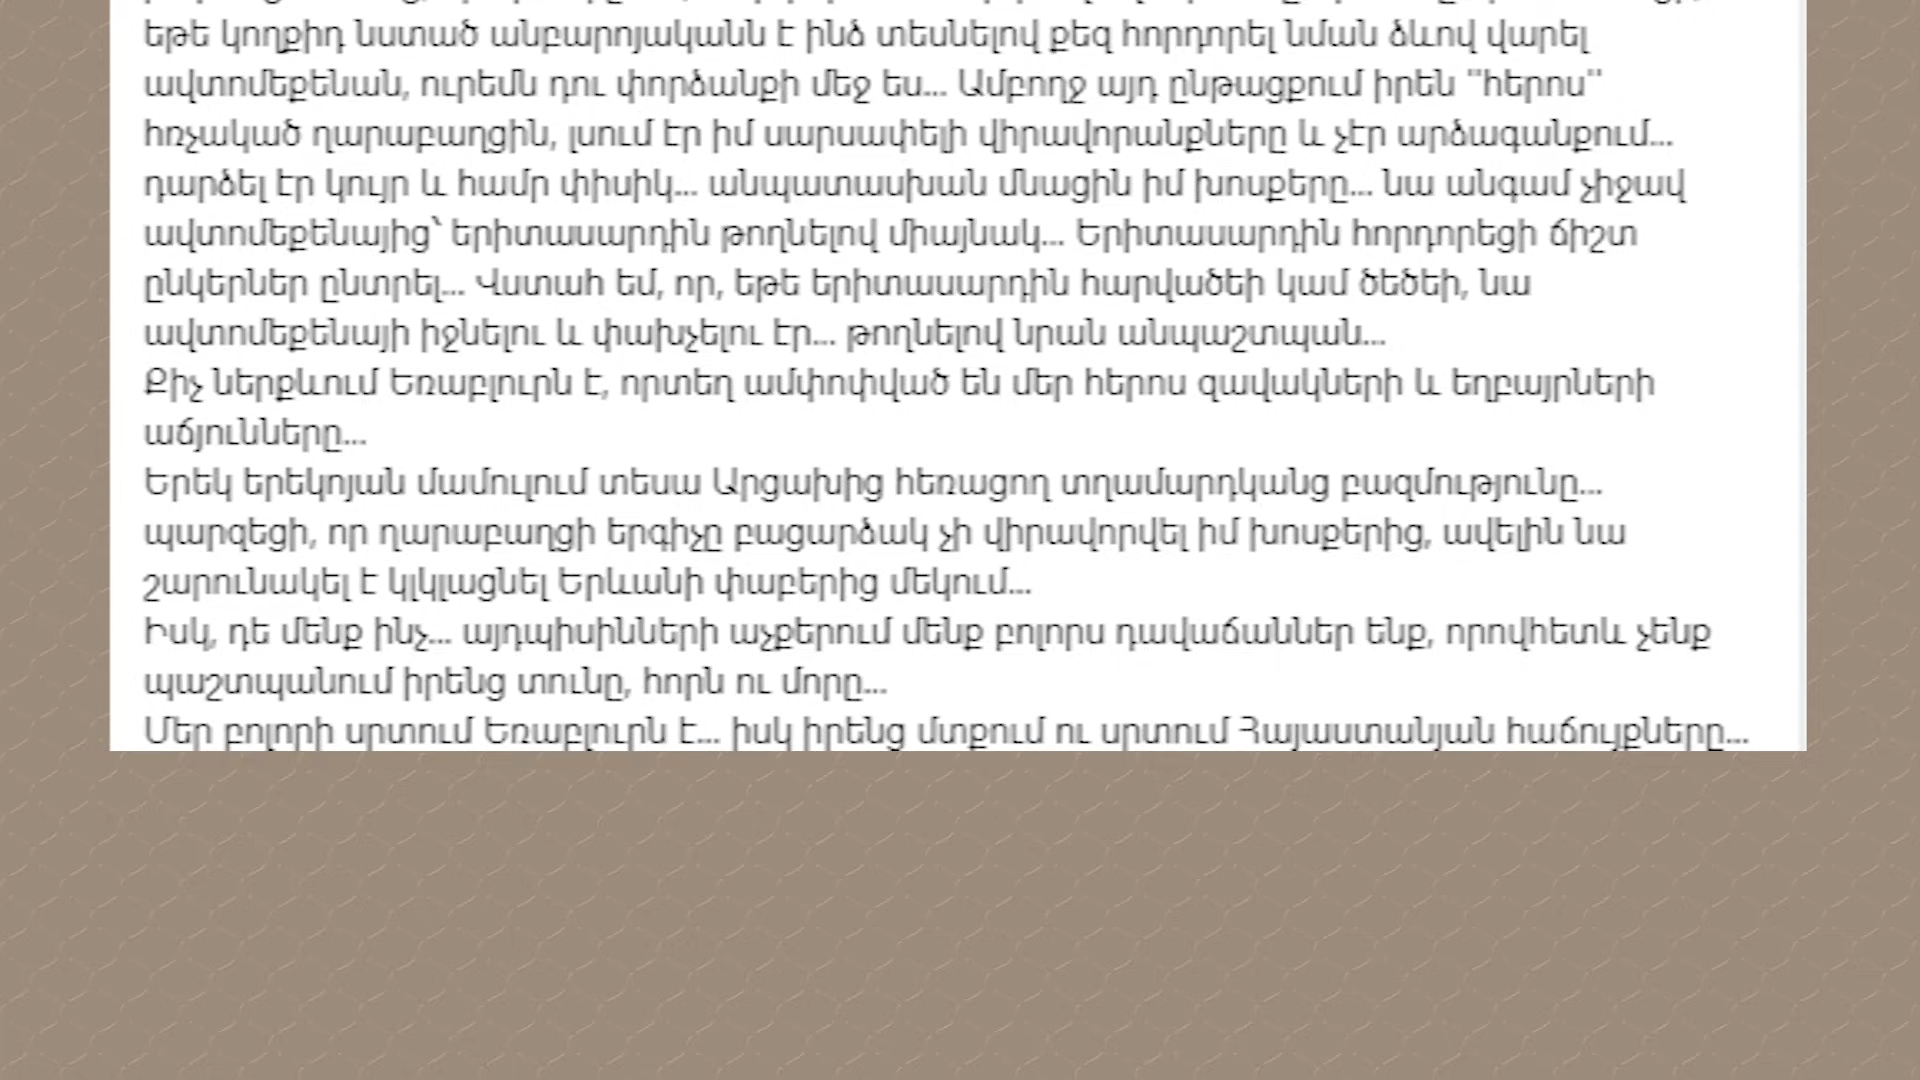 եթե կողքիդ նստած անբարոյականն է ինձ տեսնելով քեզ հորդորել նման ձևով վարել
ավտոմեքենան, ուրեմն դու փորձանքի մեջ ես... Ամբողջ այդ ընթացքում իրեն "հերոս"
հռչակած ղարաբաղցին, լսում էր իմ սարսափելի վիրավորանքները և չէր արձագանքում...
դարձել էր կույր և համր փիսիկ... անպատասխան մնացին իմ խոսքերը... նա անգամ չիջավ
ավտոմեքենայից՝ երիտասարդին թողնելով միայնակ... Երիտասարդին հորդորեցի ճիշտ
ընկերներ ընտրել... Վստահ եմ, որ, եթե երիտասարդին հարվածեի կամ ծեծեի, նա
ավտոմեքենայի իջնելու և փախչելու էր... թողնելով նրան անպաշտպան...
Քիչ ներքևում Եռաբլուրն է, որտեղ ամփոփված են մեր հերոս զավակների և եղբայրների
աճյունները...
Երեկ երեկոյան մամուլում տեսա Արցախից հեռացող տղամարդկանց բազմությունը...
պարզեցի, որ ղարաբաղցի երգիչը բացարձակ չի վիրավորվել իմ խոսքերից, ավելին նա
շարունակել է կլկլացնել Երևանի փաբերից մեկում...
Իսկ, դե մենք ինչ... այդպիսինների աչքերում մենք բոլորս դավաճաններ ենք, որովհետև չենք
պաշտպանում իրենց տունը, հորն ու մորը...
Մեր բոլորի սրտում Եռաբլուրն է... իսկ իրենց մտքում ու սրտում Հայաստանյան հաճույքները...